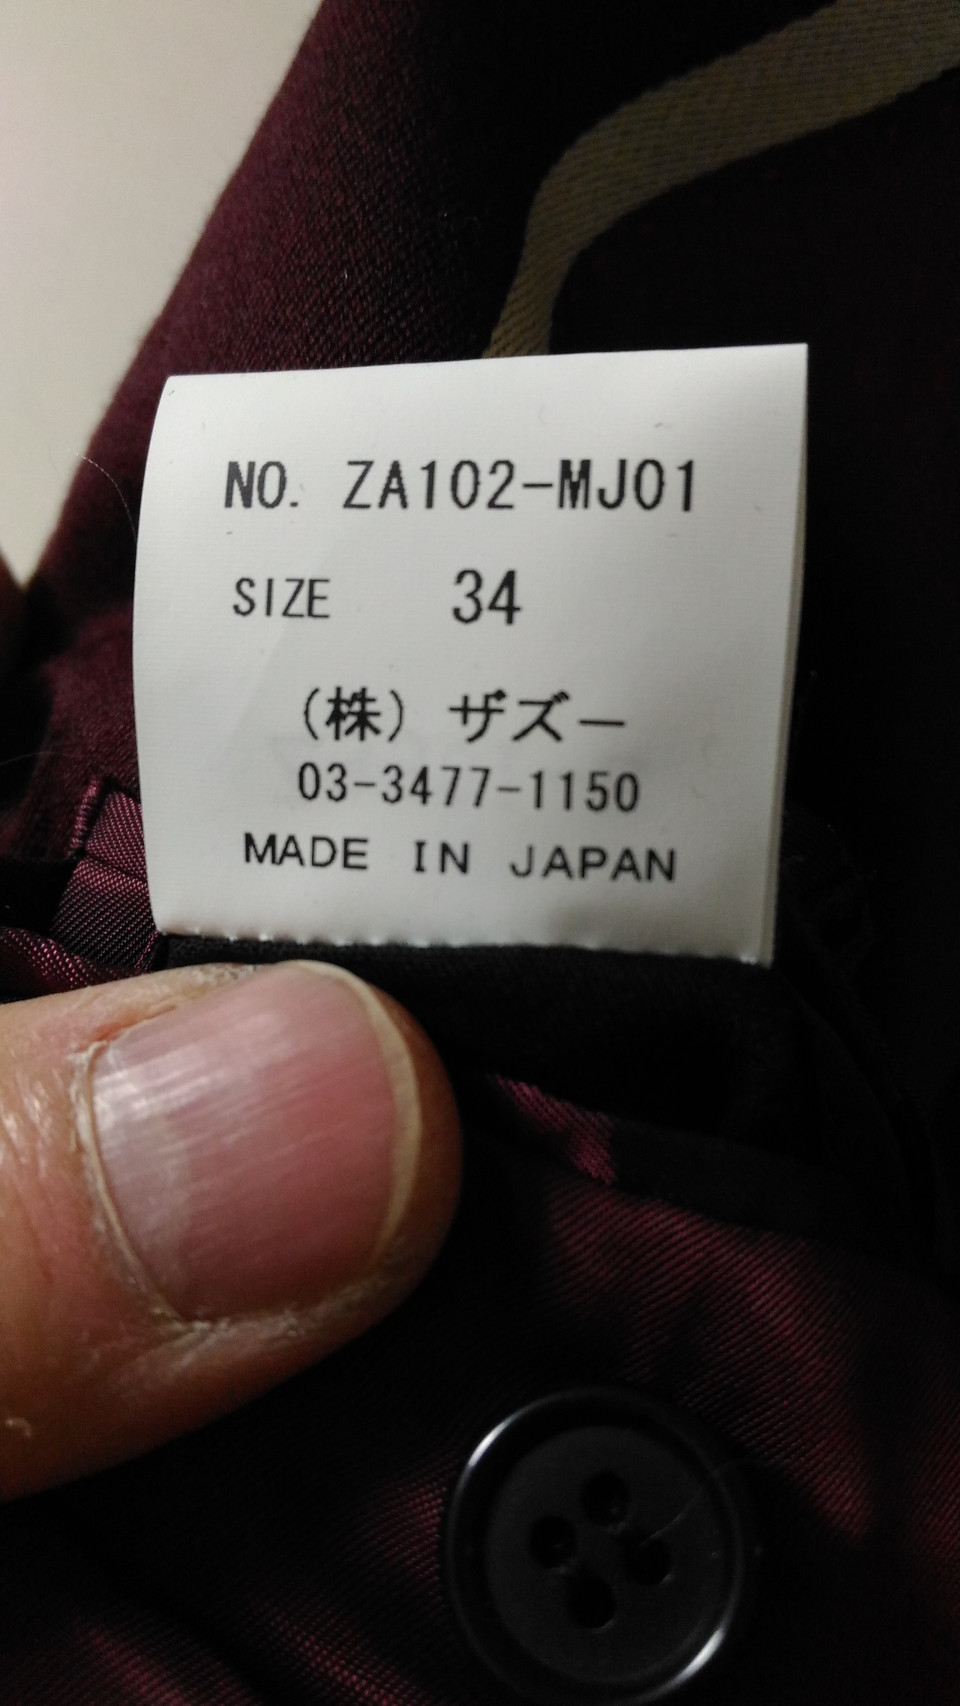 NO. ZA102-MJ01
SIZE 34
(株) ザズー
03-3477-1150
MADE IN JAPAN